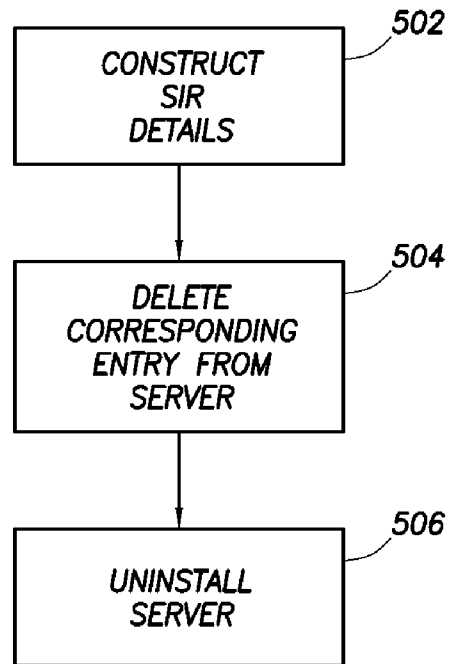 502
CONSTRUCT
SIR
DETAILS
504
DELETE
CORRESPONDING
ENTRY FROM
SERVER
506
UNINSTALL
SERVER